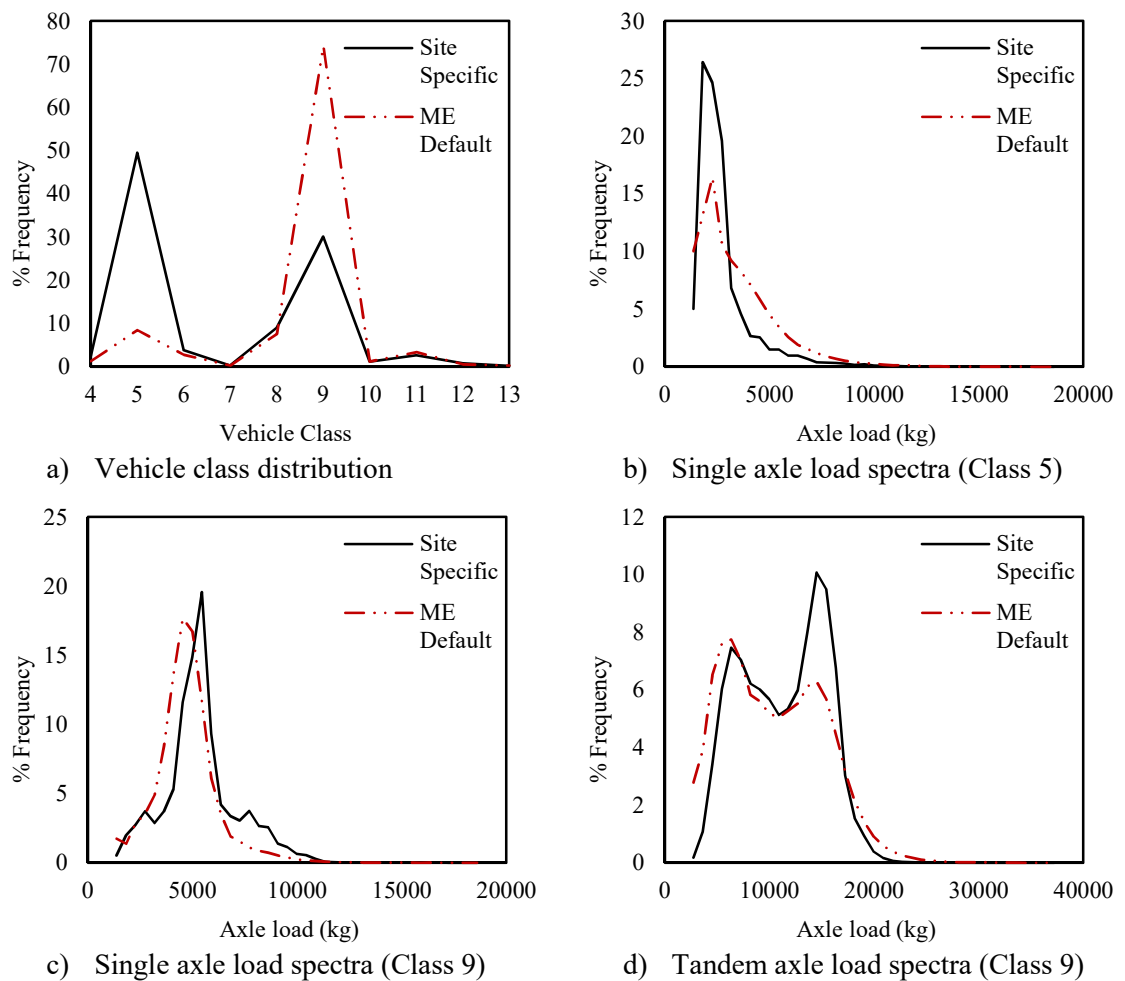 80
70
60
50
40
30
20
10
0
% Frequency
4 5 6 7 8 9 10 11 12 13
Vehicle Class
Site
Specific
ME
Default
a) Vehicle class distribution
30
25
20
15
10
5
0
% Frequency
0 5000 10000 15000 20000
Axle load (kg)
Site
Specific
ME
Default
b) Single axle load spectra (Class 5)
25
20
15
10
5
0
% Frequency
0 5000 10000 15000 20000
Axle load (kg)
Site
Specific
ME
Default
c) Single axle load spectra (Class 9)
12
10
8
6
4
2
0
% Frequency
0 10000 20000 30000 40000
Axle load (kg)
Site
Specific
ME
Default
d) Tandem axle load spectra (Class 9)